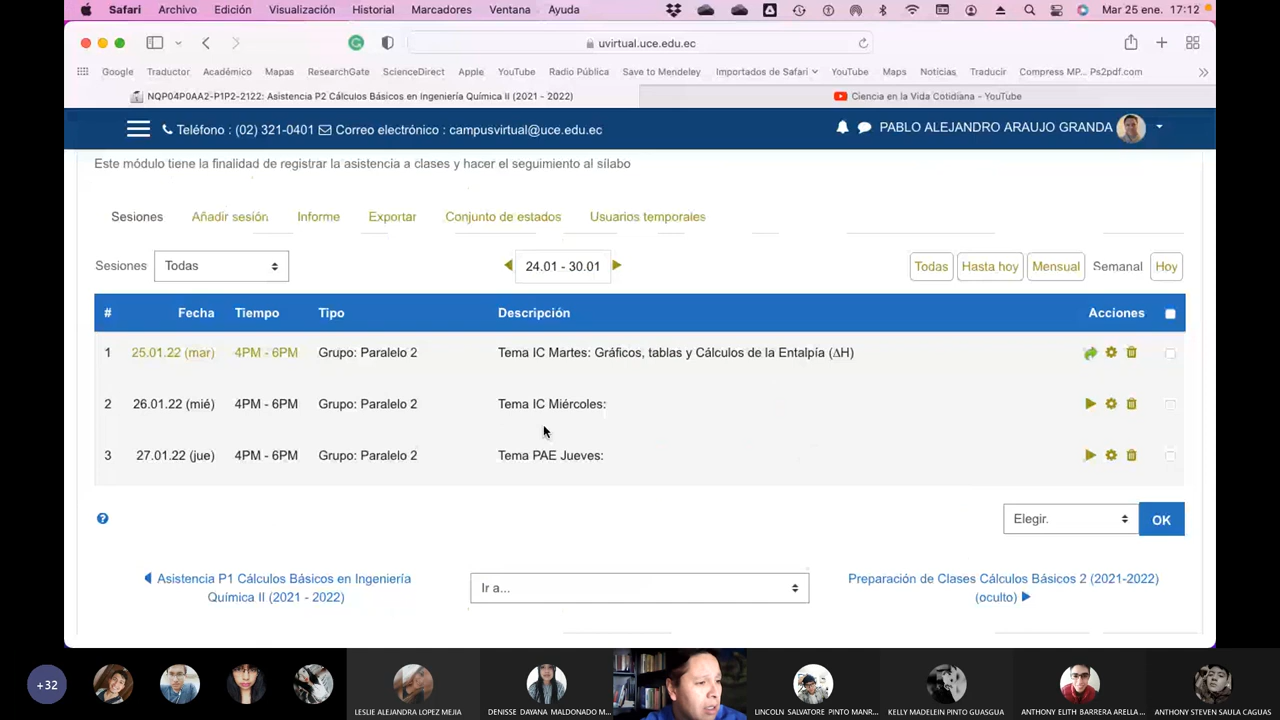 Safari Archivo Edición Visualización Historial Marcadores Ventana Ayuda Mar 25 ene. 17:12
uvirtual.uce.edu.ec
Google Traductor Académico Mapas ResearchGate ScienceDirect Apple YouTube Radio Pública Save to Mendeley Importados de Safari YouTube Maps Noticias Traducir Compress MP... Ps2pdf.com
NQP04P0AA2-P1P2-2122: Asistencia P2 Cálculos Básicos en Ingeniería Química II (2021 - 2022) Ciencia en la Vida Cotidiana - YouTube
Teléfono : (02) 321-0401 Correo electrónico : campusvirtual@uce.edu.ec PABLO ALEJANDRO ARAUJO GRANDA
Este módulo tiene la finalidad de registrar la asistencia a clases y hacer el seguimiento al sílabo
Sesiones Añadir sesión Informe Exportar Conjunto de estados Usuarios temporales
Sesiones Todas 24.01 - 30.01 Todas Hasta hoy Mensual Semanal Hoy
# Fecha Tiempo Tipo Descripción Acciones
1 25.01.22 (mar) 4PM - 6PM Grupo: Paralelo 2 Tema IC Martes: Gráficos, tablas y Cálculos de la Entalpía (ΔH)
2 26.01.22 (mié) 4PM - 6PM Grupo: Paralelo 2 Tema IC Miércoles:
3 27.01.22 (jue) 4PM - 6PM Grupo: Paralelo 2 Tema PAE Jueves:
Elegir. OK
Asistencia P1 Cálculos Básicos en Ingeniería
Química II (2021 - 2022)
Ir a...
Preparación de Clases Cálculos Básicos 2 (2021-2022)
(oculto)
+32
LESLIE ALEJANDRA LOPEZ MEJIA DENISSE DAYANA MALDONADO M... LINCOLN SALVATORE PINTO MANR... KELLY MADELEIN PINTO GUASGUA ANTHONY ELITH BARRERA ARELLA... ANTHONY STEVEN SAULA CAGUAS